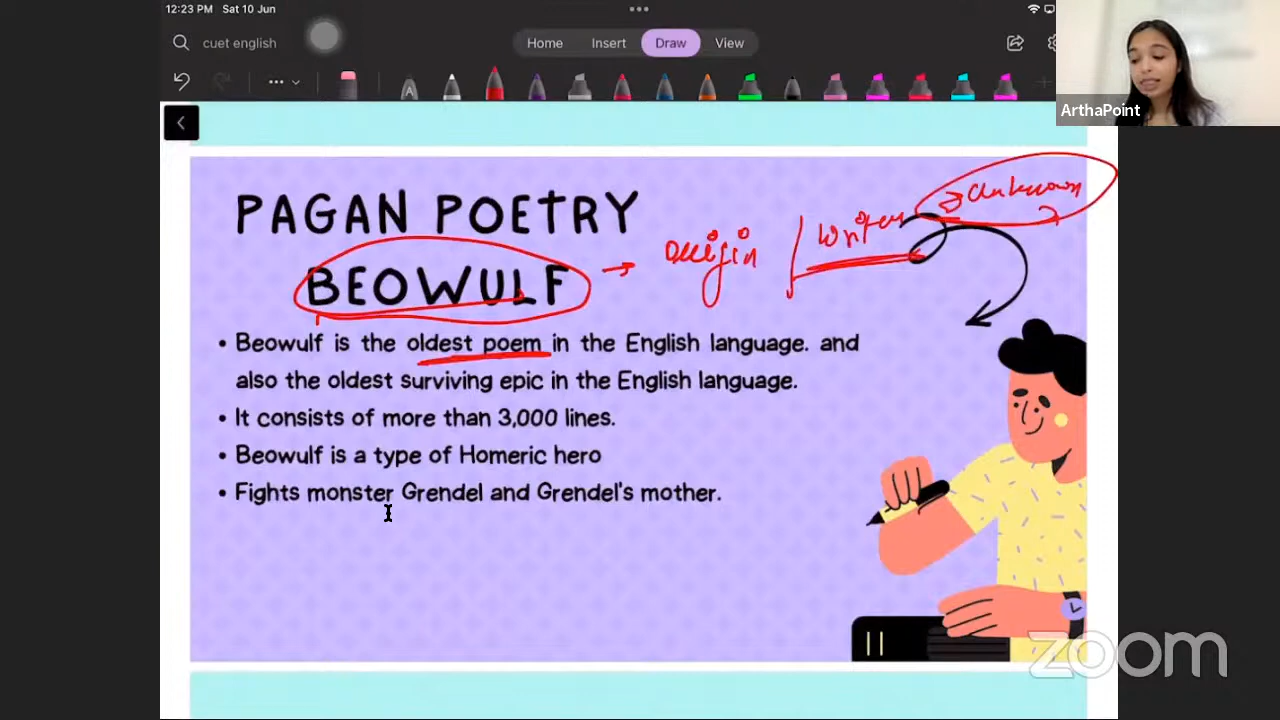 12:23 PM Sat 10 Jun
cuet english
Home Insert Draw View
A
ArthaPoint
PAGAN POETRY
BEOWULF
origin
writer
unknown
• Beowulf is the oldest poem in the English language. and
also the oldest surviving epic in the English language.
• It consists of more than 3,000 lines.
• Beowulf is a type of Homeric hero
• Fights monster Grendel and Grendel's mother.
zoom